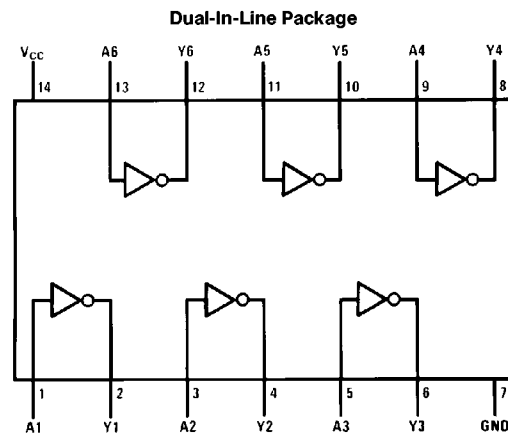 Dual-In-Line Package
VCC A6 Y6 A5 Y5 A4 Y4
14 13 12 11 10 9 8
1 2 3 4 5 6 7
A1 Y1 A2 Y2 A3 Y3 GND